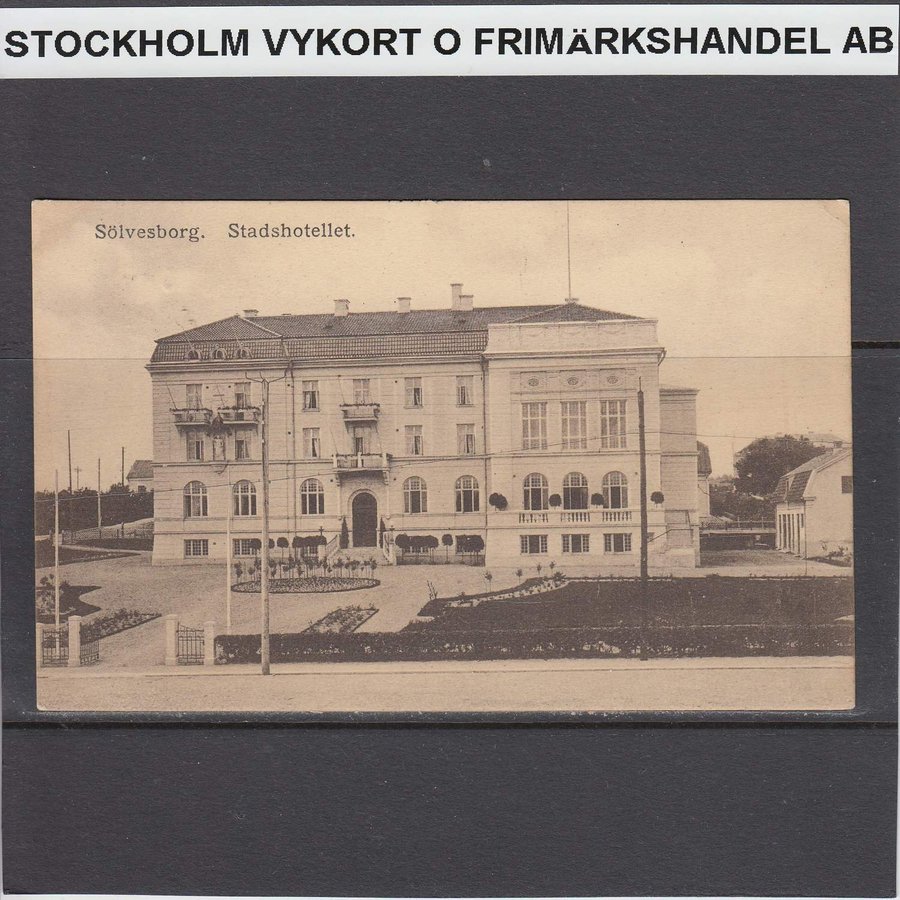 STOCKHOLM VYKORT O FRIMÄRKSHANDEL AB
Sölvesborg. Stadshotellet.